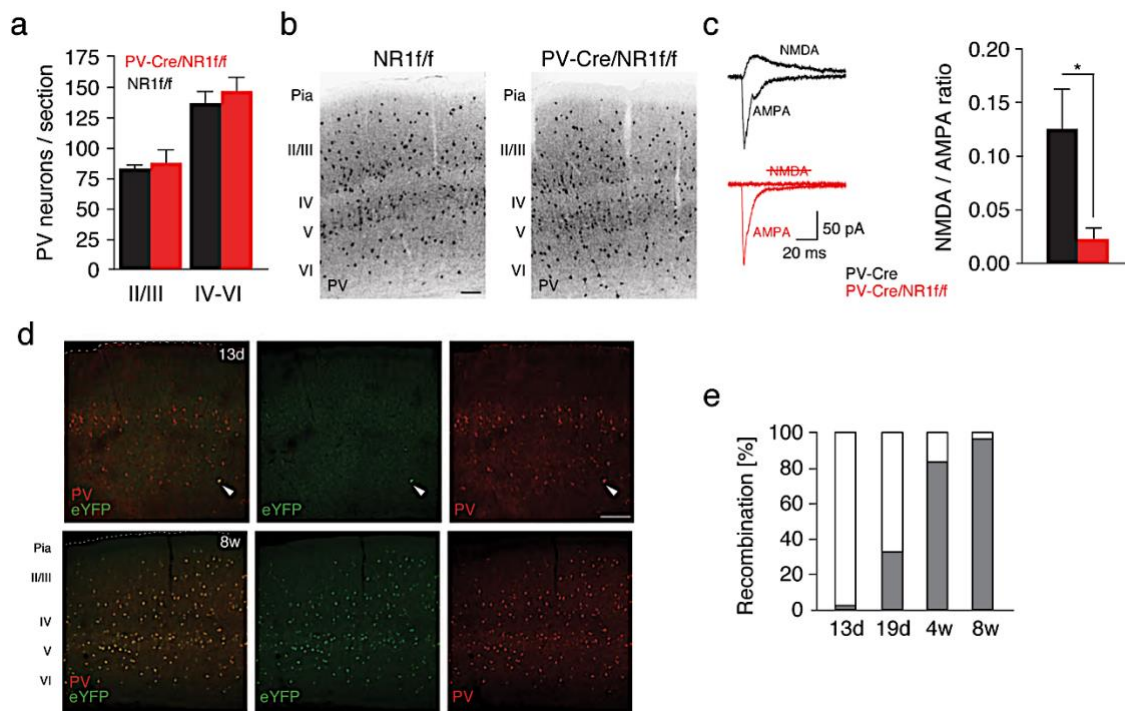 a
PV neurons / section
175
150
125
100
75
50
25
0
PV-Cre/NR1f/f
NR1f/f
II/III
IV-VI
b
NR1f/f
PV-Cre/NR1f/f
Pia
II/III
IV
V
VI
PV
Pia
II/III
IV
V
VI
PV
c
NMDA
AMPA
NMDA
AMPA
50 pA
20 ms
PV-Cre
PV-Cre/NR1f/f
NMDA / AMPA ratio
0.20
0.15
0.10
0.05
0.00
*
d
13d
PV
eYFP
eYFP
PV
8w
Pia
II/III
IV
V
VI
PV
eYFP
eYFP
PV
e
Recombination [%]
100
80
60
40
20
0
13d
19d
4w
8w